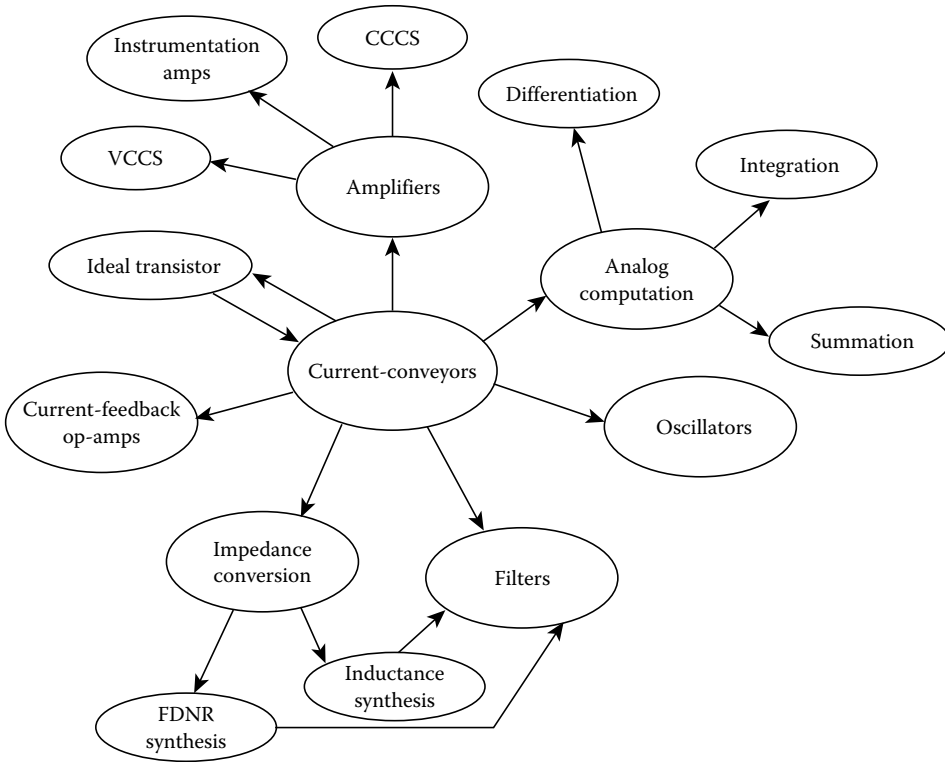 CCCS
Instrumentation
amps
Differentiation
VCCS
Integration
Amplifiers
Ideal transistor
Analog
computation
Summation
Current-conveyors
Current-feedback
op-amps
Oscillators
Impedance
conversion
Filters
Inductance
synthesis
FDNR
synthesis